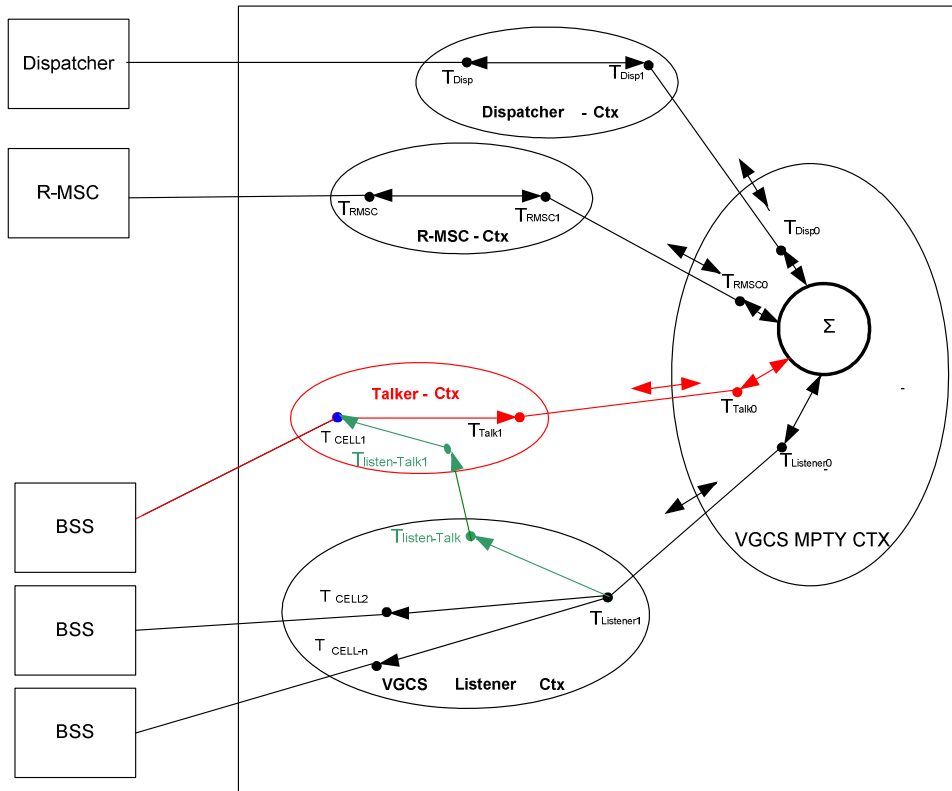 Dispatcher
TDisp
TDisp1
Dispatcher - Ctx
R-MSC
TRMSC
TRMSC1
R-MSC - Ctx
TDisp0
TRMSC0
Σ
Talker - Ctx
T CELL1
TTalk1
TTalk0
-
Tlisten-Talk1
TListener0
BSS
Tlisten-Talk
VGCS MPTY CTX
BSS
T CELL2
TListener1
T CELL-n
VGCS Listener Ctx
BSS